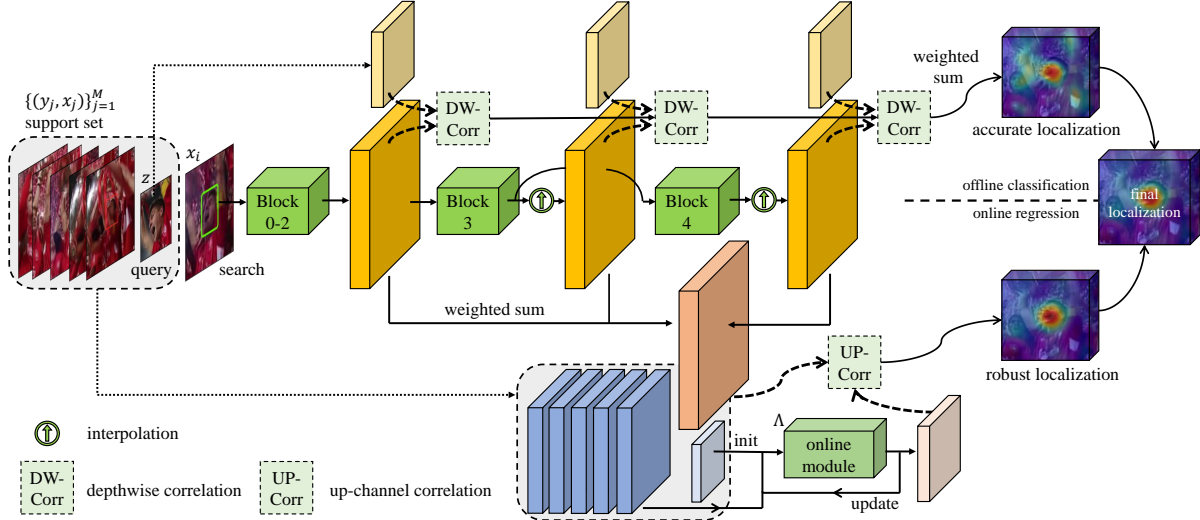 {(y_j, x_j)}_{j=1}^M
support set
x_i
z
query
search
Block
0-2
Block
3
Block
4
DW-
Corr
DW-
Corr
DW-
Corr
weighted
sum
accurate localization
offline classification
online regression
final
localization
weighted sum
UP-
Corr
robust localization
init
Λ
online
module
update
interpolation
DW-
Corr
depthwise correlation
UP-
Corr
up-channel correlation